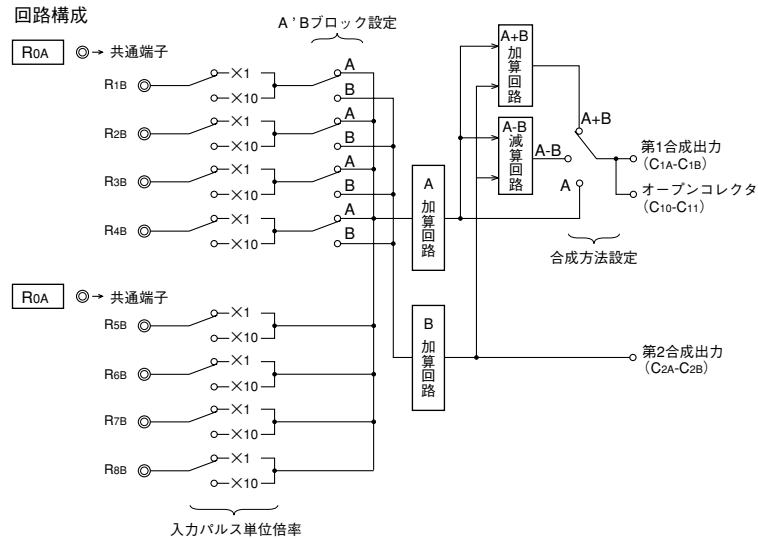 回路構成
A ' Bブロック設定
R0A
共通端子
R1B
×1
×10
A
B
R2B
×1
×10
A
B
R3B
×1
×10
A
B
R4B
×1
×10
A
B
R0A
共通端子
R5B
×1
×10
R6B
×1
×10
R7B
×1
×10
R8B
×1
×10
入力パルス単位倍率
A
加算回路
B
加算回路
A+B
加算回路
A-B
減算回路
A+B
A-B
A
合成方法設定
第1合成出力
(C1A-C1B)
オープンコレクタ
(C10-C11)
第2合成出力
(C2A-C2B)